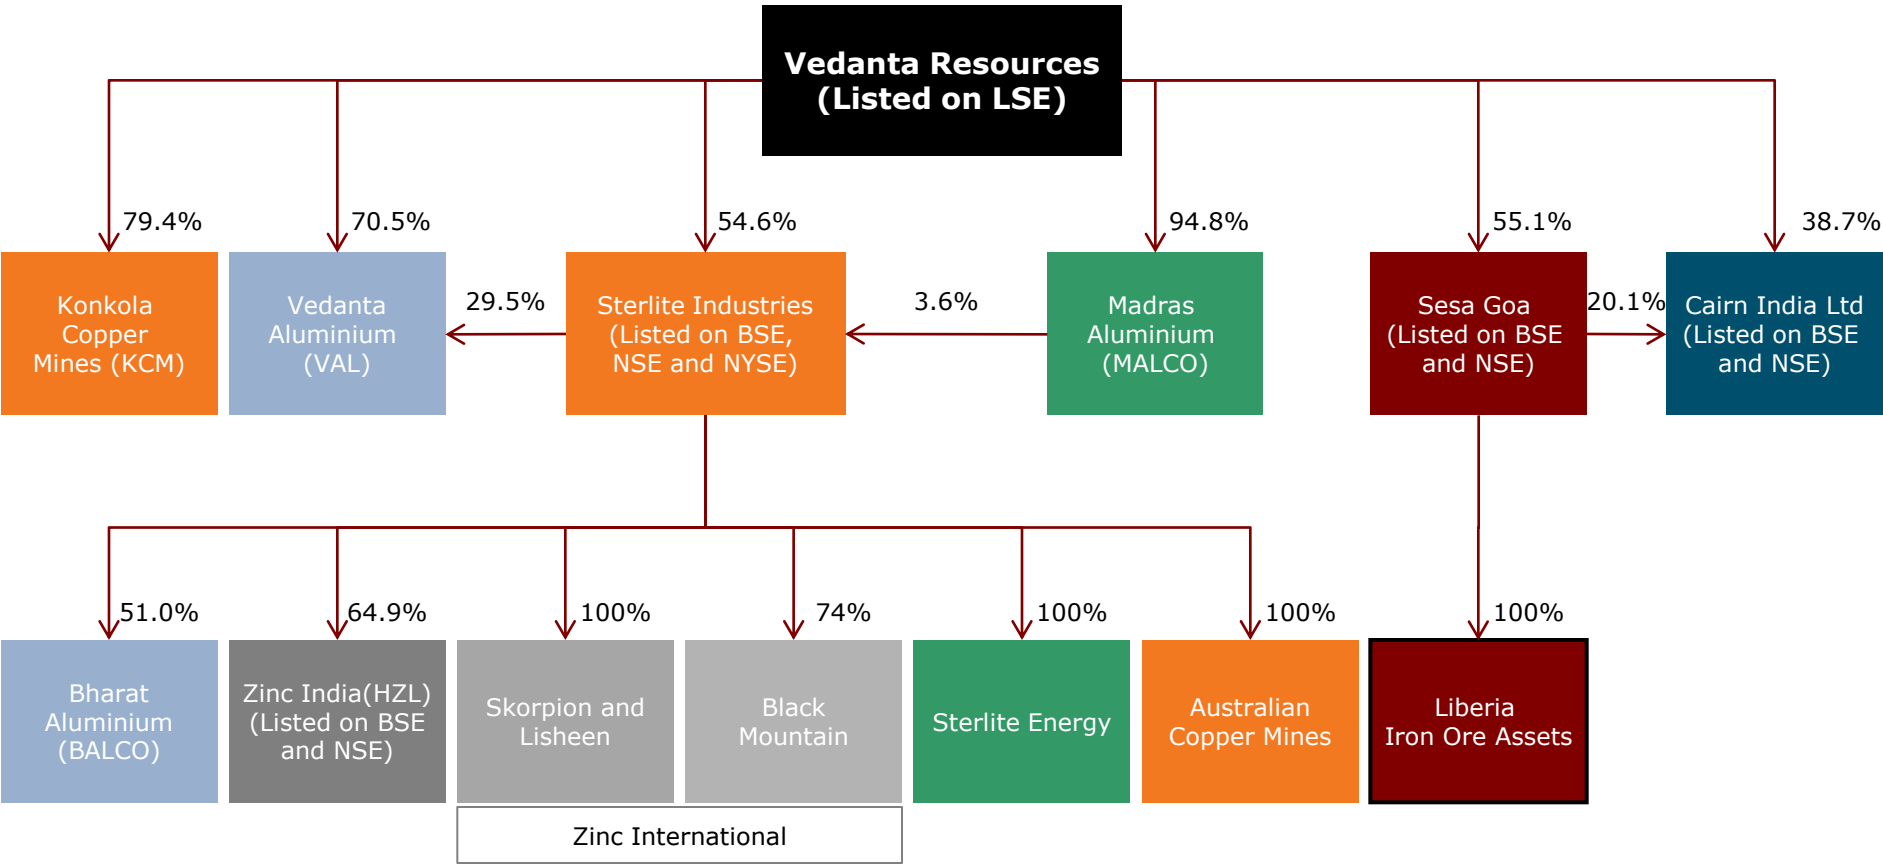 Vedanta Resources
(Listed on LSE)
79.4%
70.5%
54.6%
94.8%
55.1%
38.7%
Konkola
Copper
Mines (KCM)
Vedanta
Aluminium
(VAL)
29.5%
Sterlite Industries
(Listed on BSE,
NSE and NYSE)
3.6%
Madras
Aluminium
(MALCO)
Sesa Goa
(Listed on BSE
and NSE)
20.1%
Cairn India Ltd
(Listed on BSE
and NSE)
51.0%
64.9%
100%
74%
100%
100%
100%
Bharat
Aluminium
(BALCO)
Zinc India(HZL)
(Listed on BSE
and NSE)
Skorpion and
Lisheen
Black
Mountain
Sterlite Energy
Australian
Copper Mines
Liberia
Iron Ore Assets
Zinc International